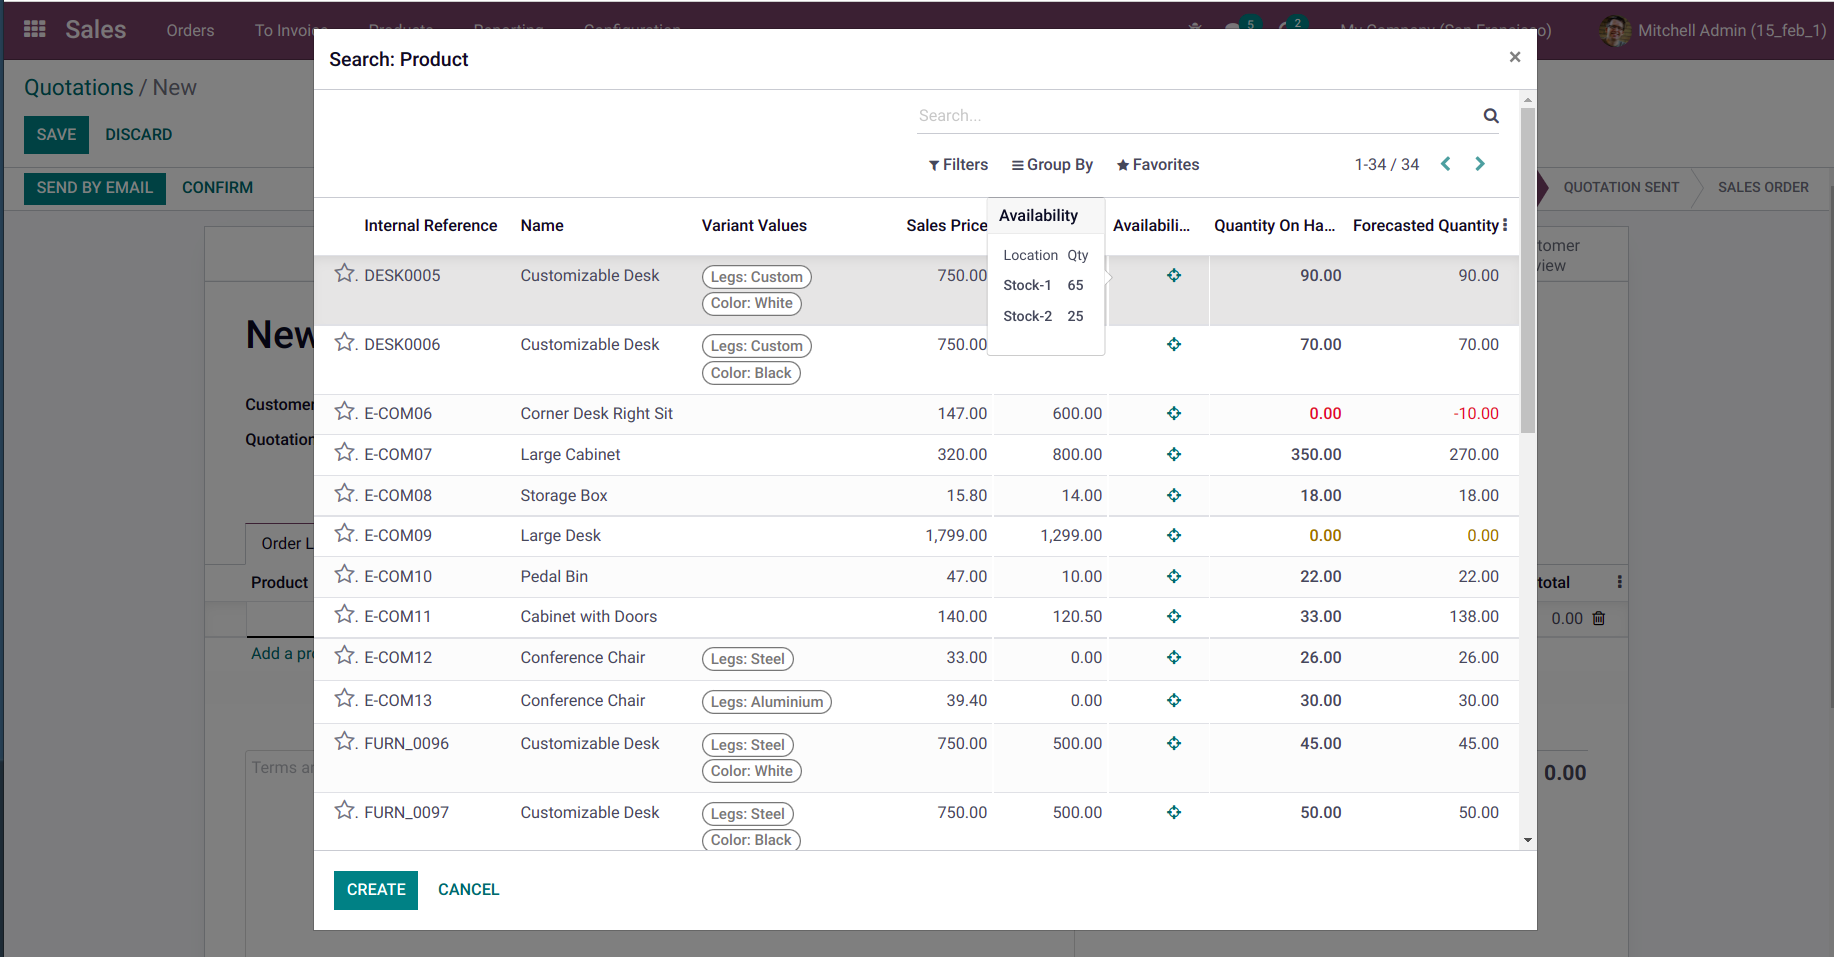 Sales Orders To Invoic 5 2 Mitchell Admin (15_feb_1)
Search: Product ×
Quotations / New
SAVE DISCARD
Search...
Filters Group By Favorites 1-34 / 34
SEND BY EMAIL CONFIRM QUOTATION SENT SALES ORDER
Internal Reference Name Variant Values Sales Price Availabili... Quantity On Ha... Forecasted Quantity
Availability
Location Qty
Stock-1 65
Stock-2 25
DESK0005 Customizable Desk Legs: Custom 750.00 90.00 90.00
Color: White
DESK0006 Customizable Desk Legs: Custom 750.00 70.00 70.00
Color: Black
E-COM06 Corner Desk Right Sit 147.00 600.00 0.00 -10.00
E-COM07 Large Cabinet 320.00 800.00 350.00 270.00
E-COM08 Storage Box 15.80 14.00 18.00 18.00
E-COM09 Large Desk 1,799.00 1,299.00 0.00 0.00
E-COM10 Pedal Bin 47.00 10.00 22.00 22.00
E-COM11 Cabinet with Doors 140.00 120.50 33.00 138.00
E-COM12 Conference Chair Legs: Steel 33.00 0.00 26.00 26.00
E-COM13 Conference Chair Legs: Aluminium 39.40 0.00 30.00 30.00
FURN_0096 Customizable Desk Legs: Steel 750.00 500.00 45.00 45.00
Color: White
FURN_0097 Customizable Desk Legs: Steel 750.00 500.00 50.00 50.00
Color: Black
CREATE CANCEL
New
Customer
Quotation
Order L
Product
Add a pro
Terms an
tomer
iew
total
0.00
0.00